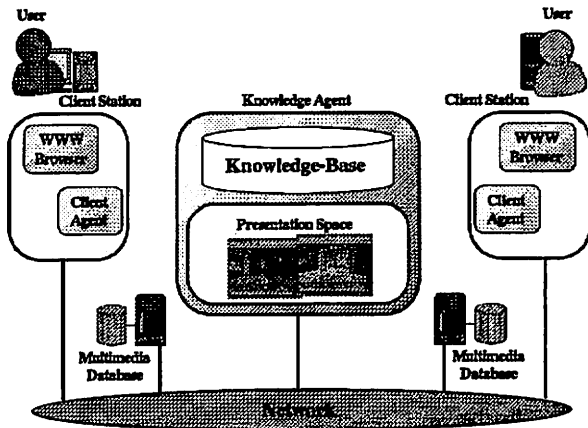 User
User
Client Station
Knowledge Agent
Client Station
WWW
Browser
Knowledge-Base
WWW
Browser
Client
Agent
Presentation Space
Client
Agent
Multimedia
Database
Multimedia
Database
Network